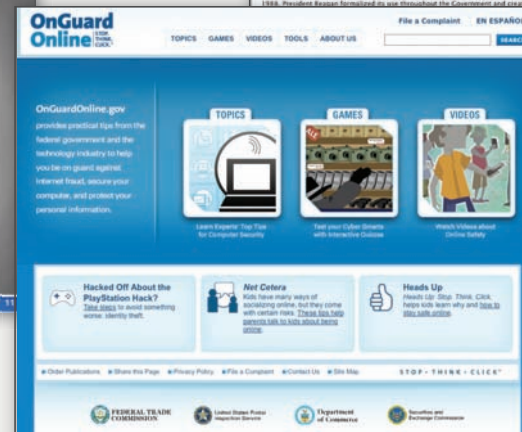 1986, President Reagan formalized its use throughout the Government and
OnGuard
Online
STOP.
THINK.
CLICK.
File a Complaint EN ESPAÑOL
TOPICS GAMES VIDEOS TOOLS ABOUT US
SEARCH
OnGuardOnline.gov
provides practical tips from the
federal government and the
technology industry to help
you be on guard against
internet fraud, secure your
computer, and protect your
personal information.
TOPICS
GAMES
VIDEOS
Learn Experts' Top Tips
for Computer Security
Test your Cyber Smarts
with Interactive Quizzes
Watch Videos about
Online Safety
11
Hacked Off About the
PlayStation Hack?
Take steps to avoid something
worse: identity theft.
Net Cetera
Kids have many ways of
socializing online, but they come
with certain risks. These tips help
parents talk to kids about being
online.
Heads Up
Heads Up: Stop. Think. Click.
helps kids learn why and how to
stay safe online.
Order Publications Share this Page Privacy Policy File a Complaint Contact Us Site Map
STOP • THINK • CLICK
FEDERAL TRADE
COMMISSION
United States Postal
Inspection Service
Department
of Commerce
Securities and
Exchange Commission